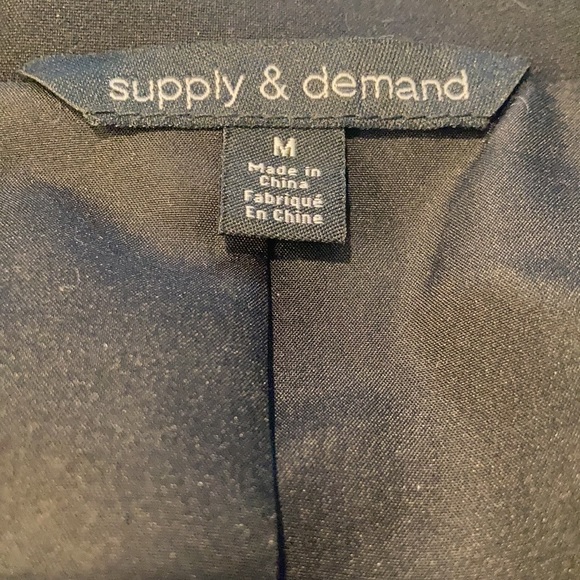 supply & demand
M
Made in
China
Fabriqué
En Chine